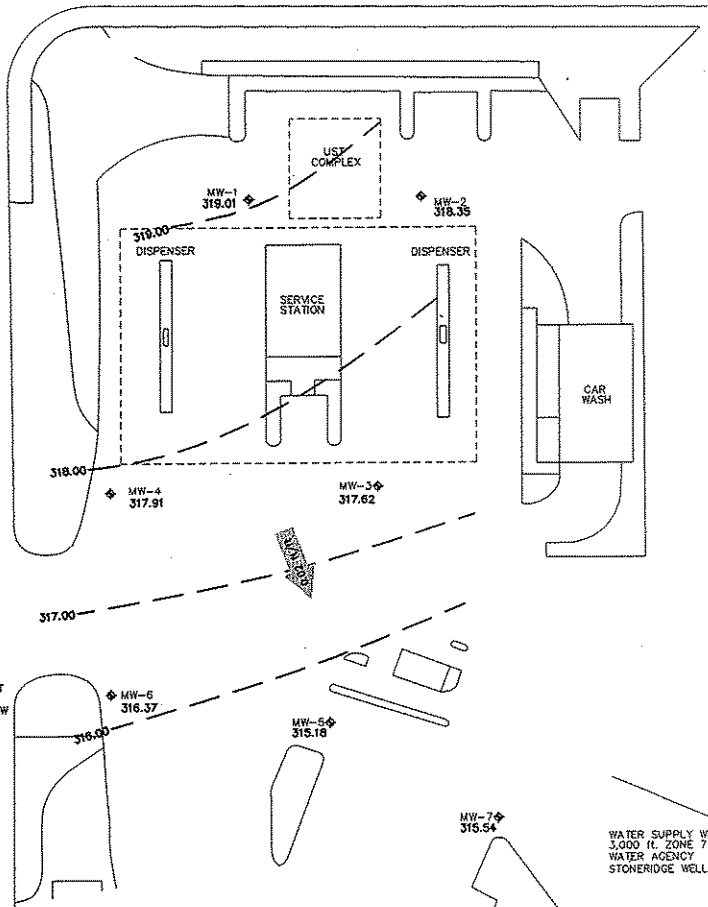 UST
COMPLEX
MW-1
319.01
MW-2
318.35
319.00
DISPENSER
DISPENSER
SERVICE
STATION
CAR
WASH
318.00
MW-4
317.91
MW-3
317.62
317.00
MW-6
316.37
W
316.00
MW-5
315.18
MW-7
315.54
WATER SUPPLY W
3,000 ft. ZONE 7
WATER AGENCY
STONERIDGE WELL